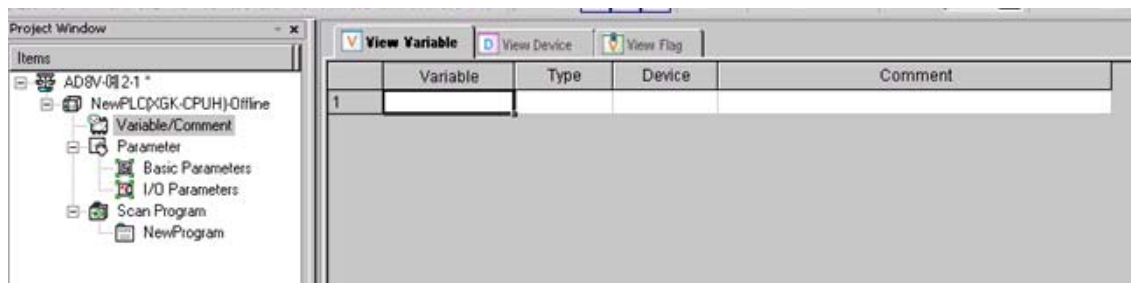 Project Window
Items
AD8V-예2-1 *
NewPLC(XGK-CPUH)-Offline
Variable/Comment
Parameter
Basic Parameters
I/O Parameters
Scan Program
NewProgram
V View Variable
D View Device
View Flag
Variable Type Device Comment
1